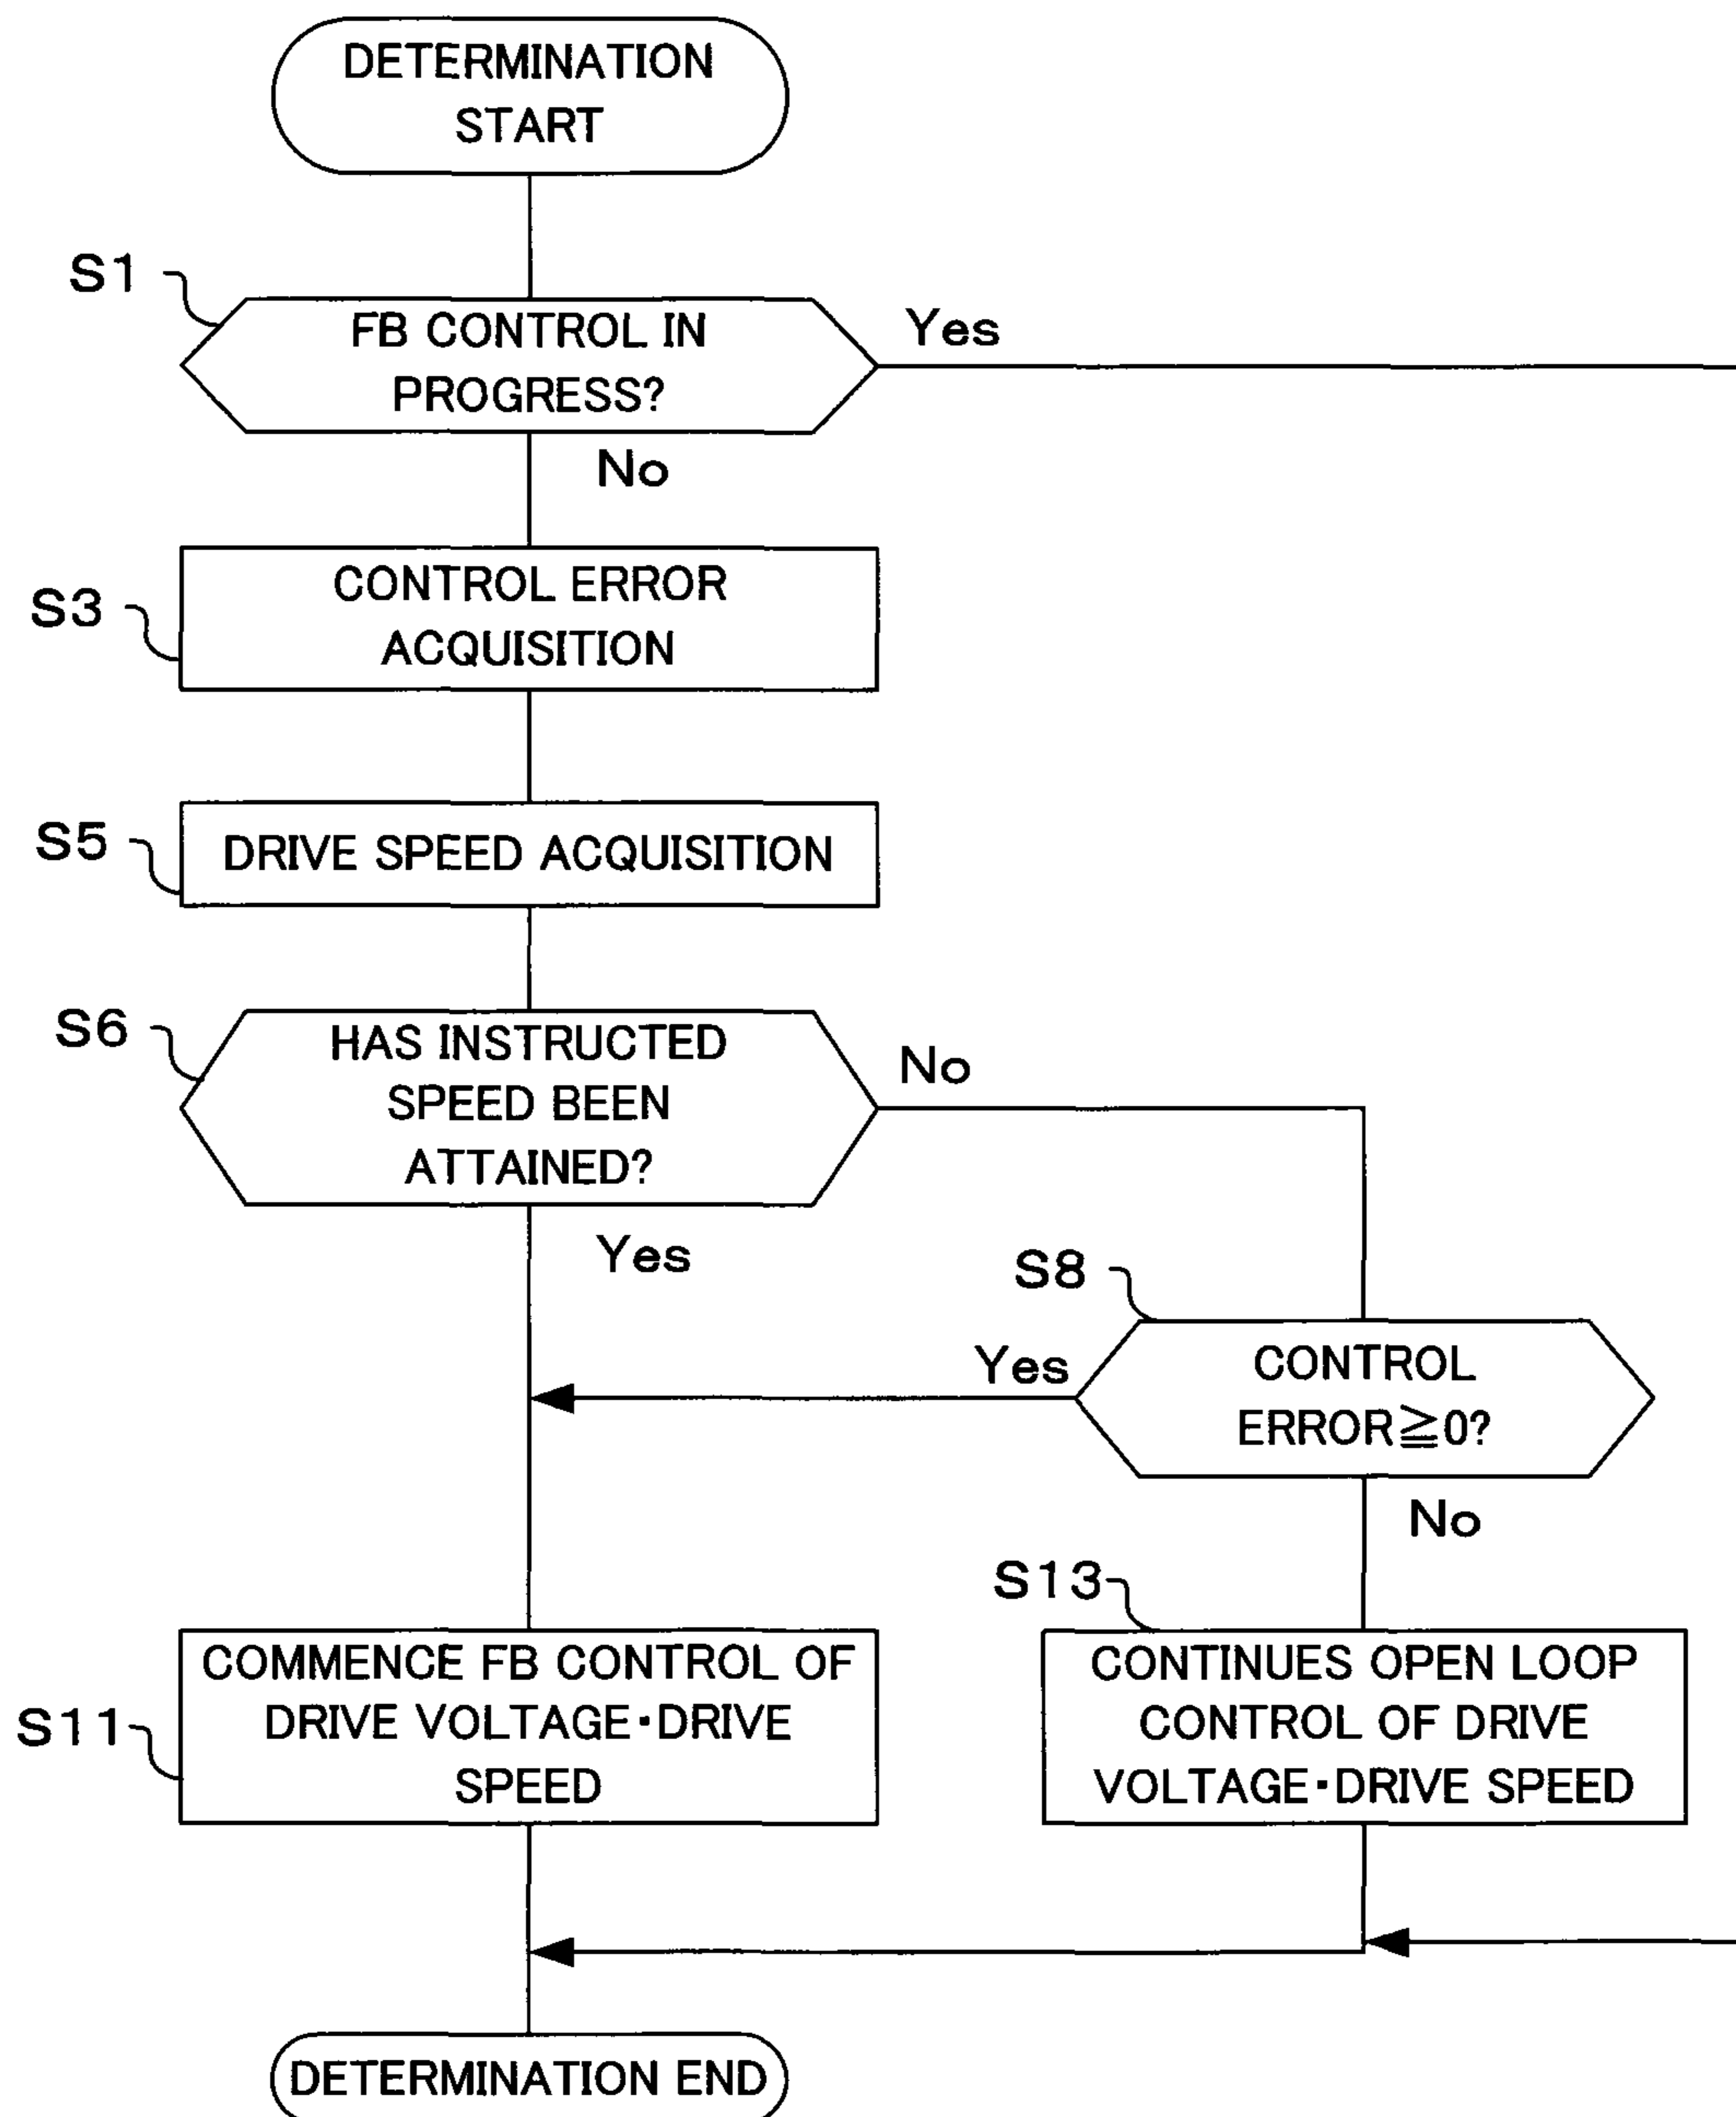 DETERMINATION
START
S1
FB CONTROL IN
PROGRESS?
Yes
No
S3
CONTROL ERROR
ACQUISITION
S5
DRIVE SPEED ACQUISITION
S6
HAS INSTRUCTED
SPEED BEEN
ATTAINED?
No
Yes
S8
CONTROL
ERROR≧0?
Yes
No
S11
COMMENCE FB CONTROL OF
DRIVE VOLTAGE・DRIVE
SPEED
S13
CONTINUES OPEN LOOP
CONTROL OF DRIVE
VOLTAGE・DRIVE SPEED
DETERMINATION END